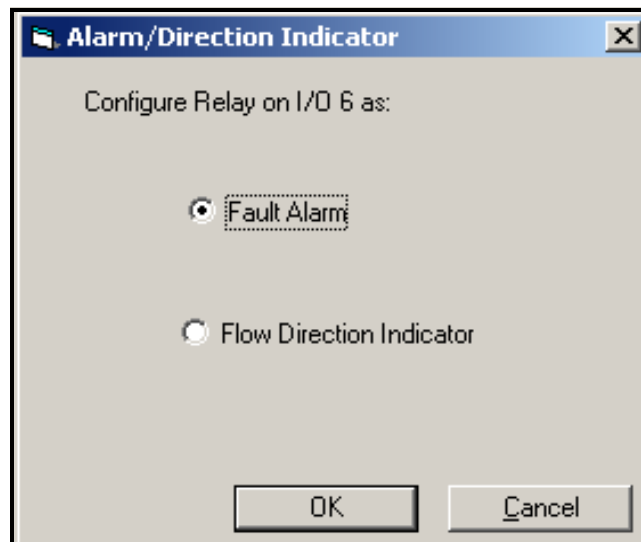 Alarm/Direction Indicator
Configure Relay on I/O 6 as:
Fault Alarm
Flow Direction Indicator
OK
Cancel